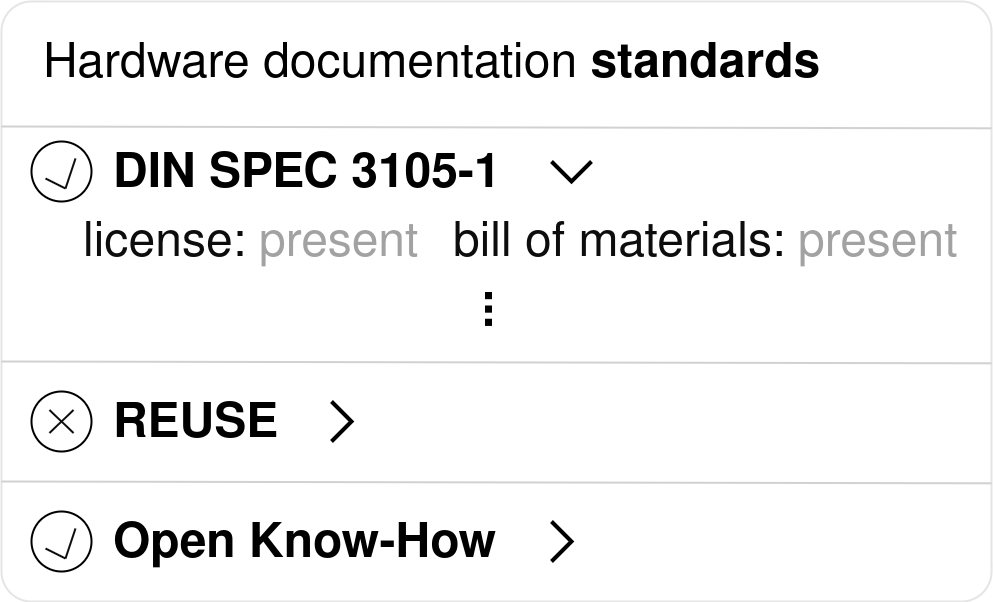 Hardware documentation standards
DIN SPEC 3105-1
license: present bill of materials: present
REUSE
Open Know-How